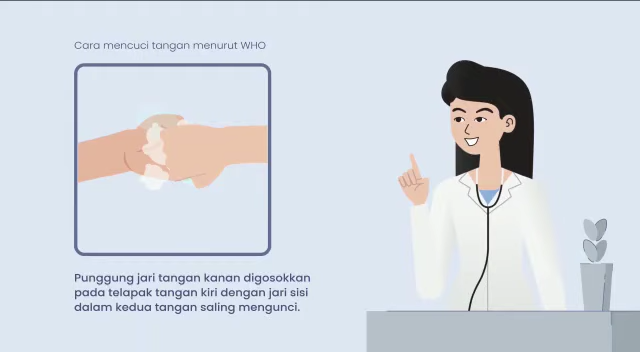 Cara mencuci tangan menurut WHO
Punggung jari tangan kanan digosokkan
pada telapak tangan kiri dengan jari sisi
dalam kedua tangan saling mengunci.